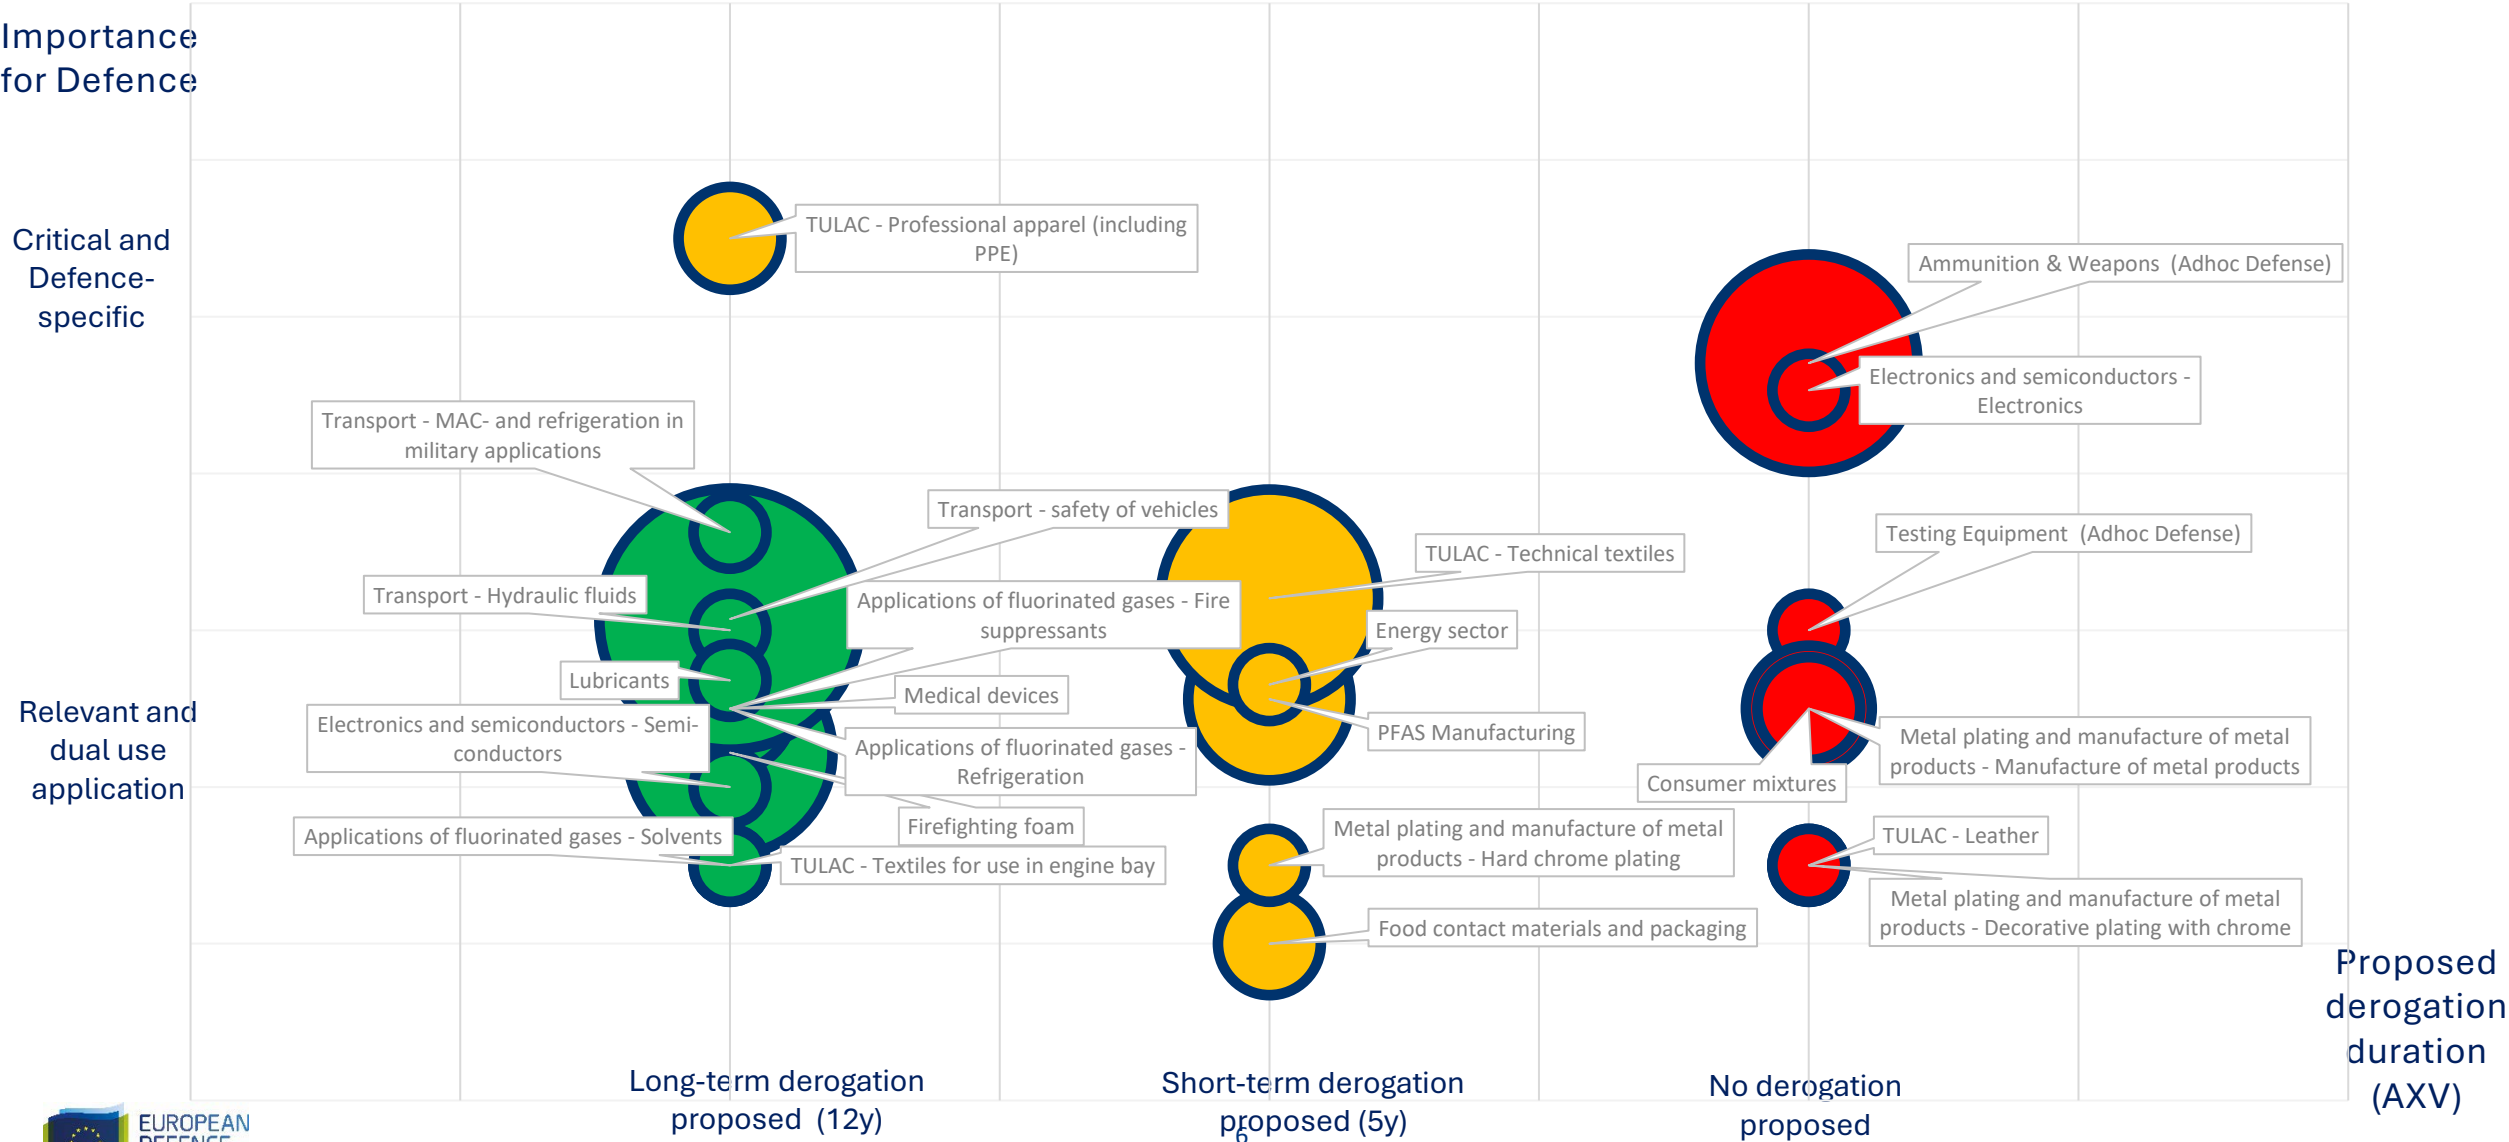 Importance
for Defence
Critical and
Defence-
specific
Relevant and
dual use
application
TULAC - Professional apparel (including
PPE)
Ammunition & Weapons (Adhoc Defense)
Electronics and semiconductors -
Electronics
Transport - MAC- and refrigeration in
military applications
Transport - safety of vehicles
Testing Equipment (Adhoc Defense)
TULAC - Technical textiles
Transport - Hydraulic fluids
Applications of fluorinated gases - Fire
suppressants
Energy sector
Lubricants
Medical devices
Electronics and semiconductors - Semi-
conductors
PFAS Manufacturing
Applications of fluorinated gases -
Refrigeration
Metal plating and manufacture of metal
products - Manufacture of metal products
Consumer mixtures
Firefighting foam
Applications of fluorinated gases - Solvents
TULAC - Textiles for use in engine bay
Metal plating and manufacture of metal
products - Hard chrome plating
TULAC - Leather
Metal plating and manufacture of metal
products - Decorative plating with chrome
Food contact materials and packaging
Proposed
derogation
duration
(AXV)
Long-term derogation
proposed (12y)
Short-term derogation
proposed (5y)
No derogation
proposed
6
EUROPEAN
DEFENCE